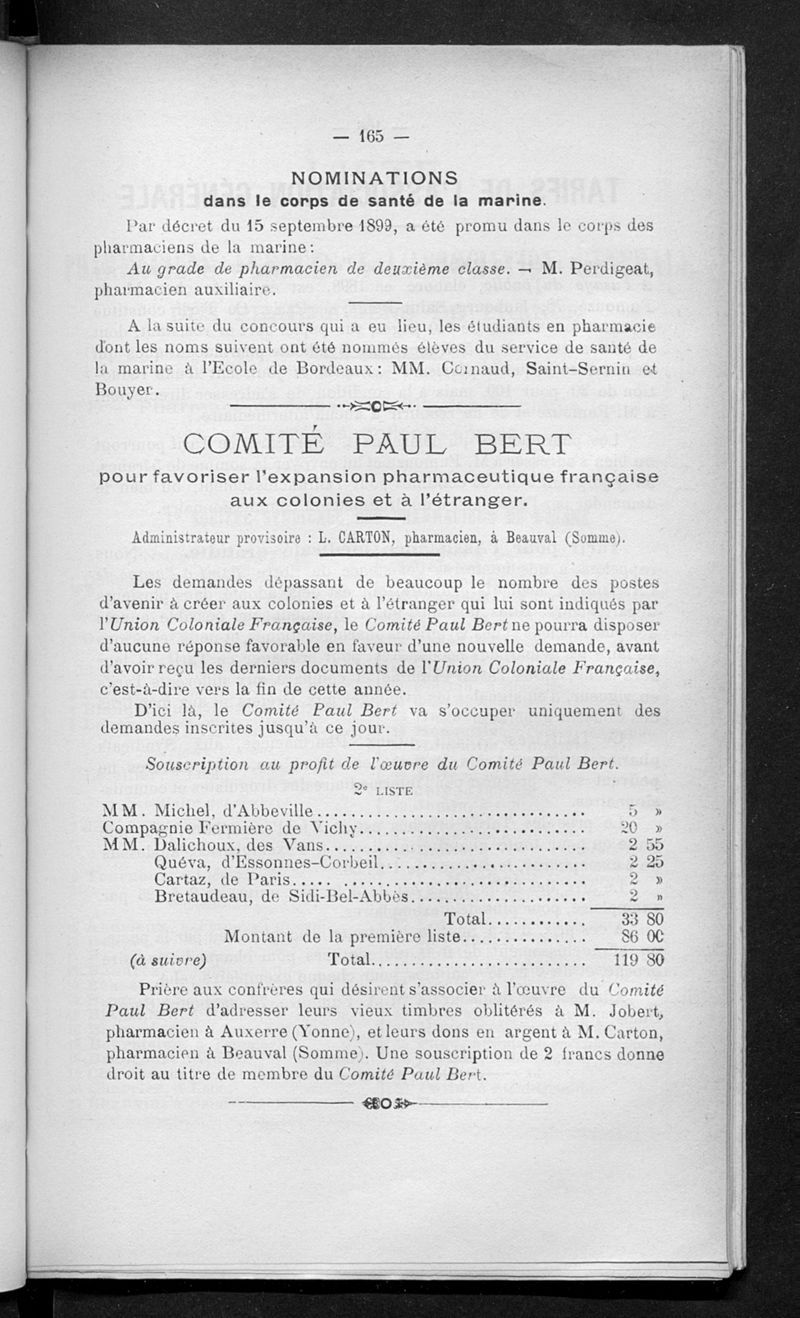 — 165 —
NOMINATIONS
dans le corps de santé de la marine.
Par décret du 15 septembre 1899, a été promu dans le corps des
pharmaciens de la marine :
Au grade de pharmacien de deuxième classe. — M. Perdigeat,
pharmacien auxiliaire.
A la suite du concours qui a eu lieu, les étudiants en pharmacie
dont les noms suivent ont été nommés élèves du service de santé de
la marine à l'Ecole de Bordeaux : MM. Saint-Sernin et
Bouyer.
COMITÉ PAUL BERT
pour favoriser l'expansion pharmaceutique française
aux colonies et à l'étranger.
Administrateur provisoire : L. CARTON, pharmacien, à Beauval (Somme).
Les demandes dépassant de beaucoup le nombre des postes
d'avenir à créer aux colonies et à l'étranger qui lui sont indiqués par
l'Union Coloniale Française, le Comité Paul Bert ne pourra disposer
d'aucune réponse favorable en faveur d'une nouvelle demande, avant
d'avoir reçu les derniers documents de l'Union Coloniale Française,
c'est-à-dire vers la fin de cette année.
D'ici là, le Comité Paul Bert va s'occuper uniquement des
demandes inscrites jusqu'à ce jour.
Souscription au profit de l'œuvre du Comité Paul Bert.
2e LISTE
MM. Michel, d'Abbeville.............................. 5 »
Compagnie Fermière de Vichy.......................... 20 »
MM. Dalichoux, des Vans.............................. 2 55
Quéva, d'Essonnes-Corbeil........................ 2 25
Cartaz, de Paris................................. 2 »
Bretaudeau, de Sidi-Bel-Abbès.................... 2 »
Total............ 33 80
Montant de la première liste............... 86 00
(à suivre) Total.......................... 119 80
Prière aux confrères qui désirent s'associer à l'œuvre du Comité
Paul Bert d'adresser leurs vieux timbres oblitérés à M. Jobert,
pharmacien à Auxerre (Yonne), et leurs dons en argent à M. Carton,
pharmacien à Beauval (Somme). Une souscription de 2 francs donne
droit au titre de membre du Comité Paul Bert.